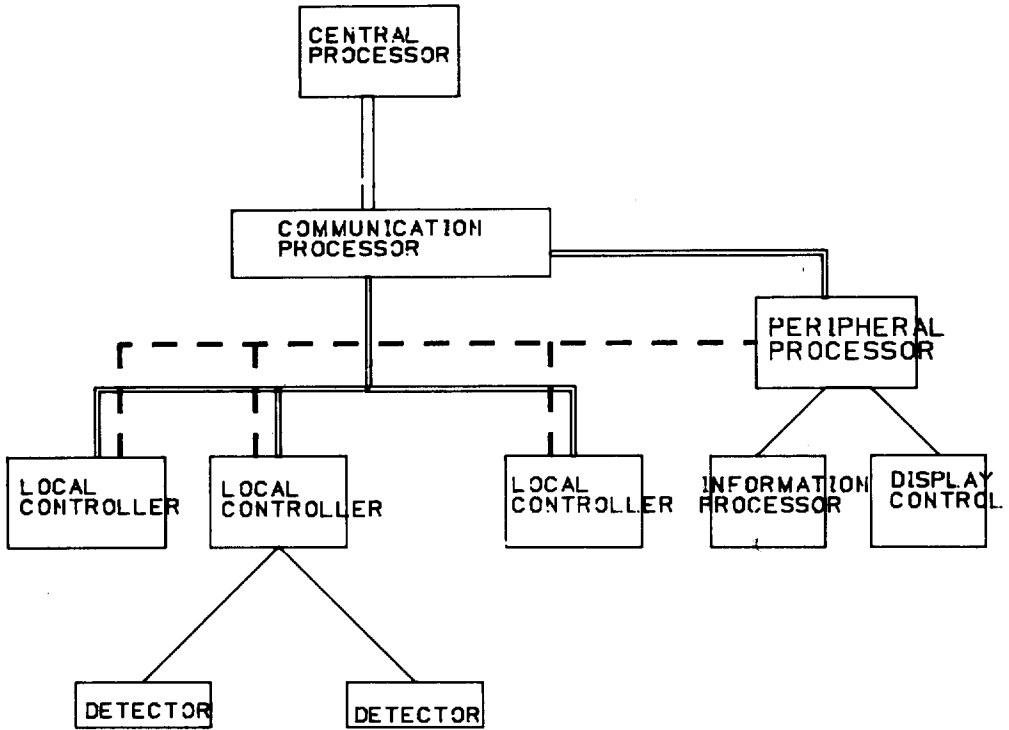 CENTRAL
PROCESSOR
COMMUNICATION
PROCESSOR
PERIPHERAL
PROCESSOR
LOCAL
CONTROLLER
LOCAL
CONTROLLER
LOCAL
CONTROLLER
INFORMATION
PROCESSOR
DISPLAY
CONTROL
DETECTOR
DETECTOR